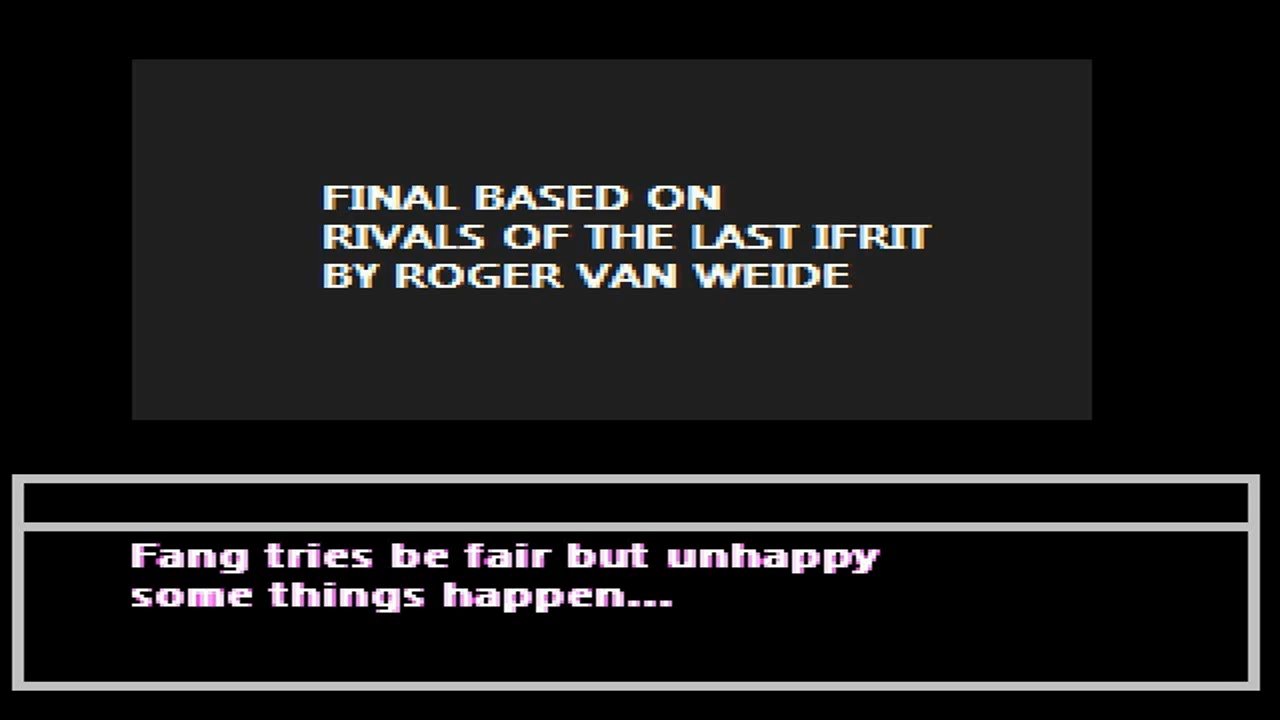 FINAL BASED ON
RIVALS OF THE LAST IFRIT
BY ROGER VAN WEIDE
Fang tries be fair but unhappy
some things happen...